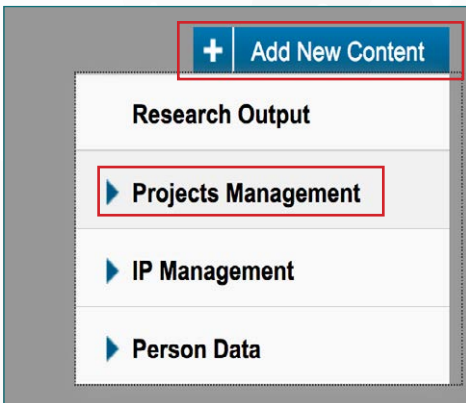 + Add New Content
Research Output
Projects Management
IP Management
Person Data